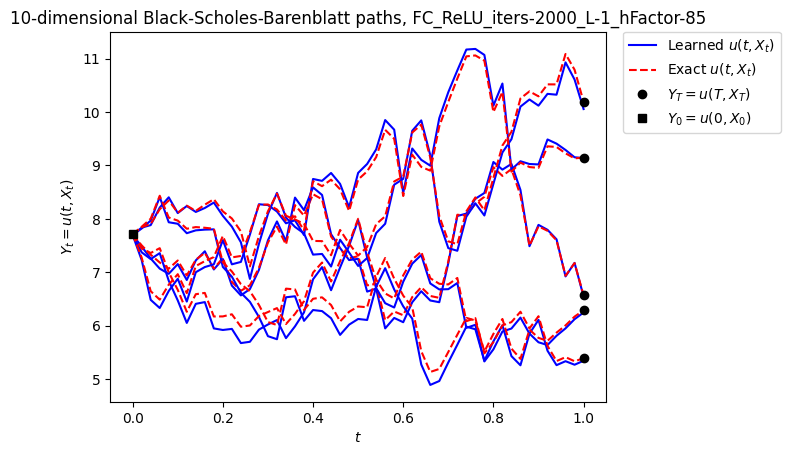 10-dimensional Black-Scholes-Barenblatt paths, FC_ReLU_iters-2000_L-1_hFactor-85
Learned u(t, X_t)
Exact u(t, X_t)
Y_T = u(T, X_T)
Y_0 = u(0, X_0)
Y_t = u(t, X_t)
11
10
9
8
7
6
5
0.0 0.2 0.4 0.6 0.8 1.0
t